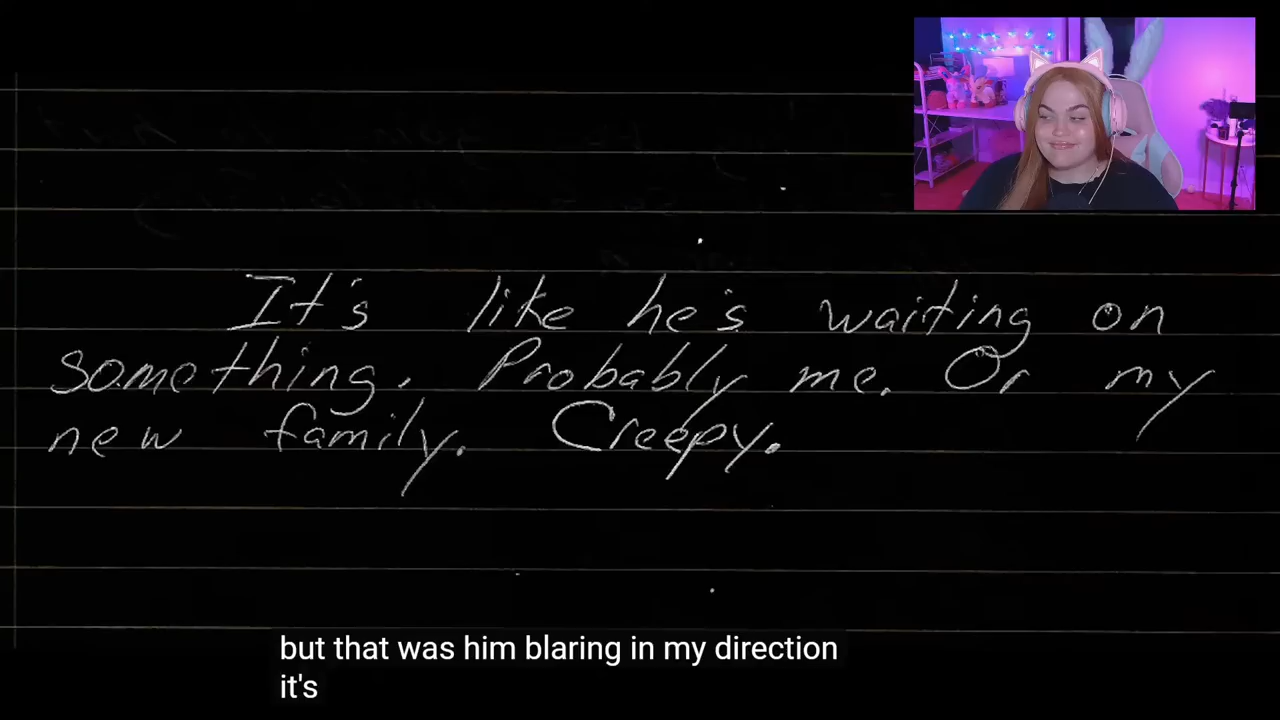 It's like he's waiting on
something. Probably me. Or my
new family. Creepy.
but that was him blaring in my direction
it's